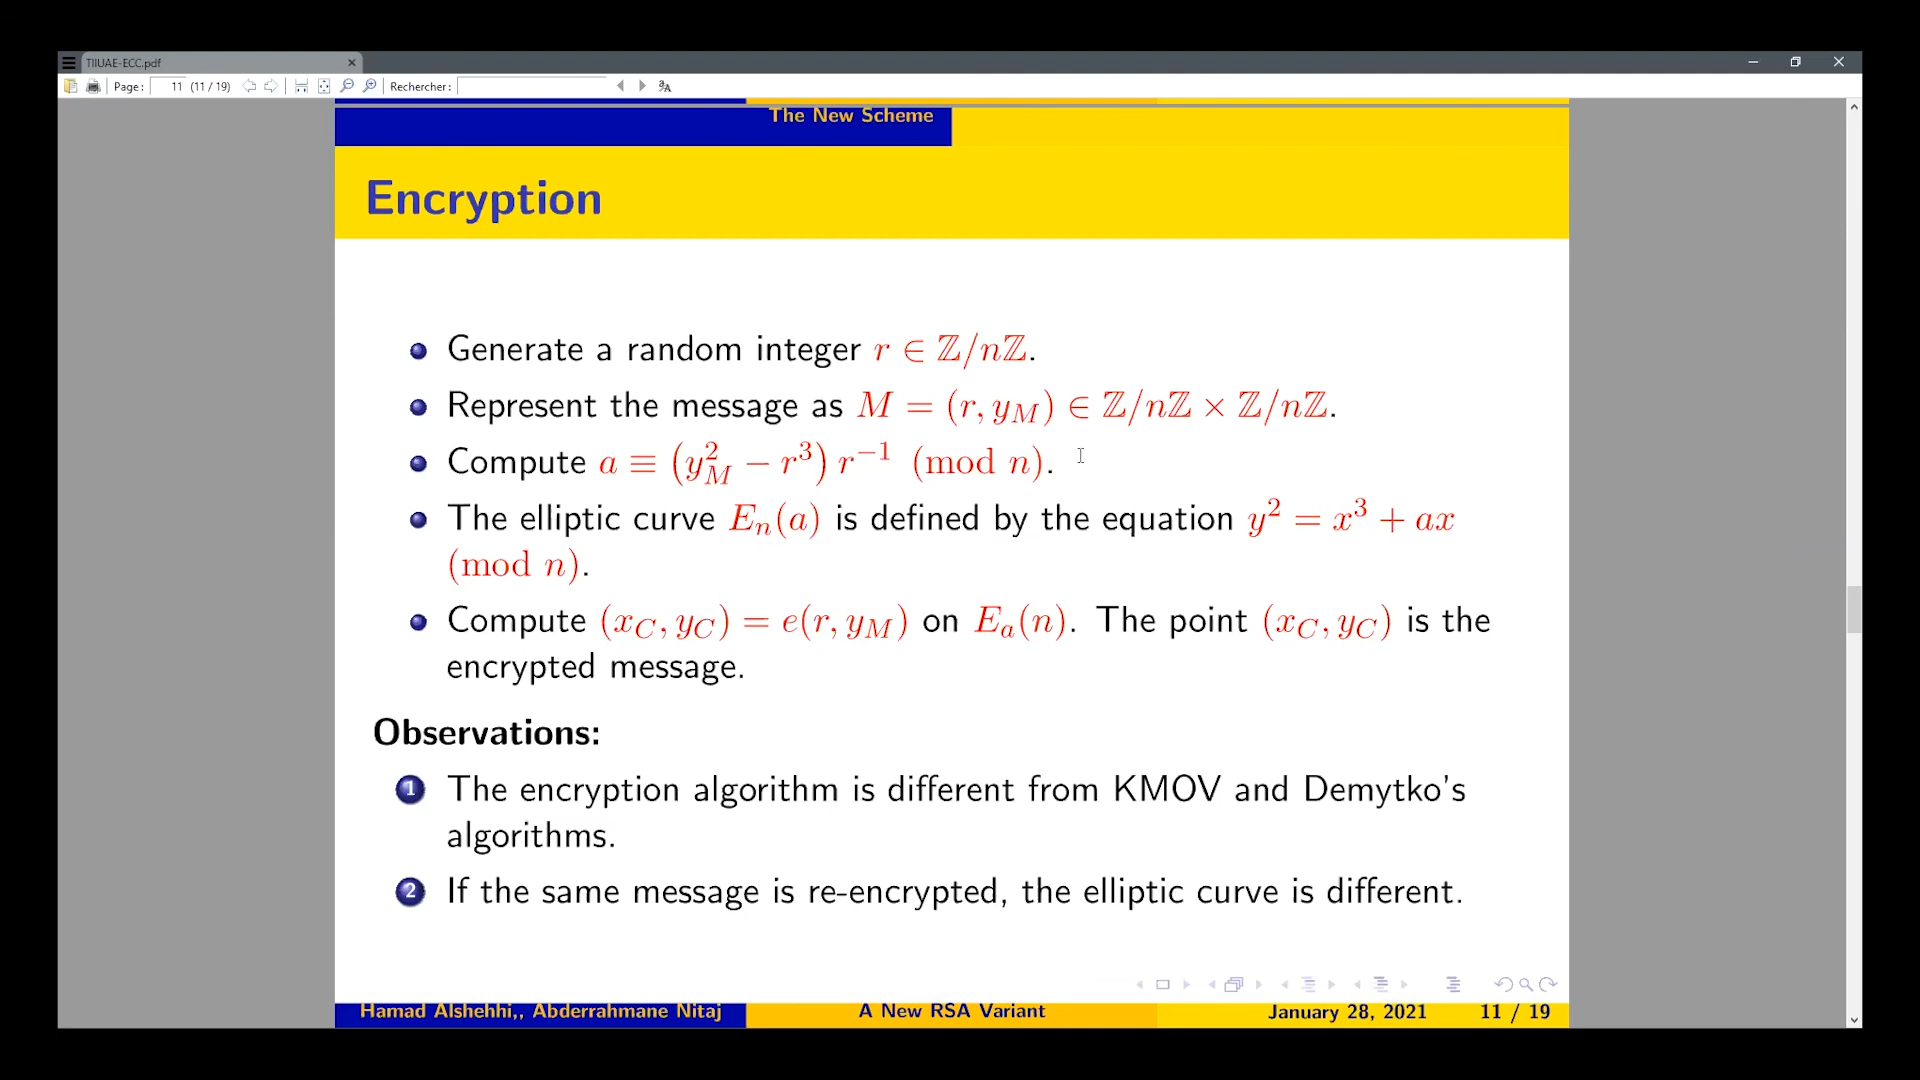 TIIUAE-ECC.pdf
Page: 11 (11 / 19) Rechercher:
The New Scheme
Encryption
Generate a random integer r ∈ ℤ/nℤ.
Represent the message as M = (r, y_M) ∈ ℤ/nℤ × ℤ/nℤ.
Compute a ≡ (y_M^2 − r^3) r^{−1} (mod n).
The elliptic curve E_n(a) is defined by the equation y^2 = x^3 + ax
(mod n).
Compute (x_C, y_C) = e(r, y_M) on E_a(n). The point (x_C, y_C) is the
encrypted message.
Observations:
1 The encryption algorithm is different from KMOV and Demytko's
algorithms.
2 If the same message is re-encrypted, the elliptic curve is different.
Hamad Alshehhi,, Abderrahmane Nitaj A New RSA Variant January 28, 2021 11 / 19